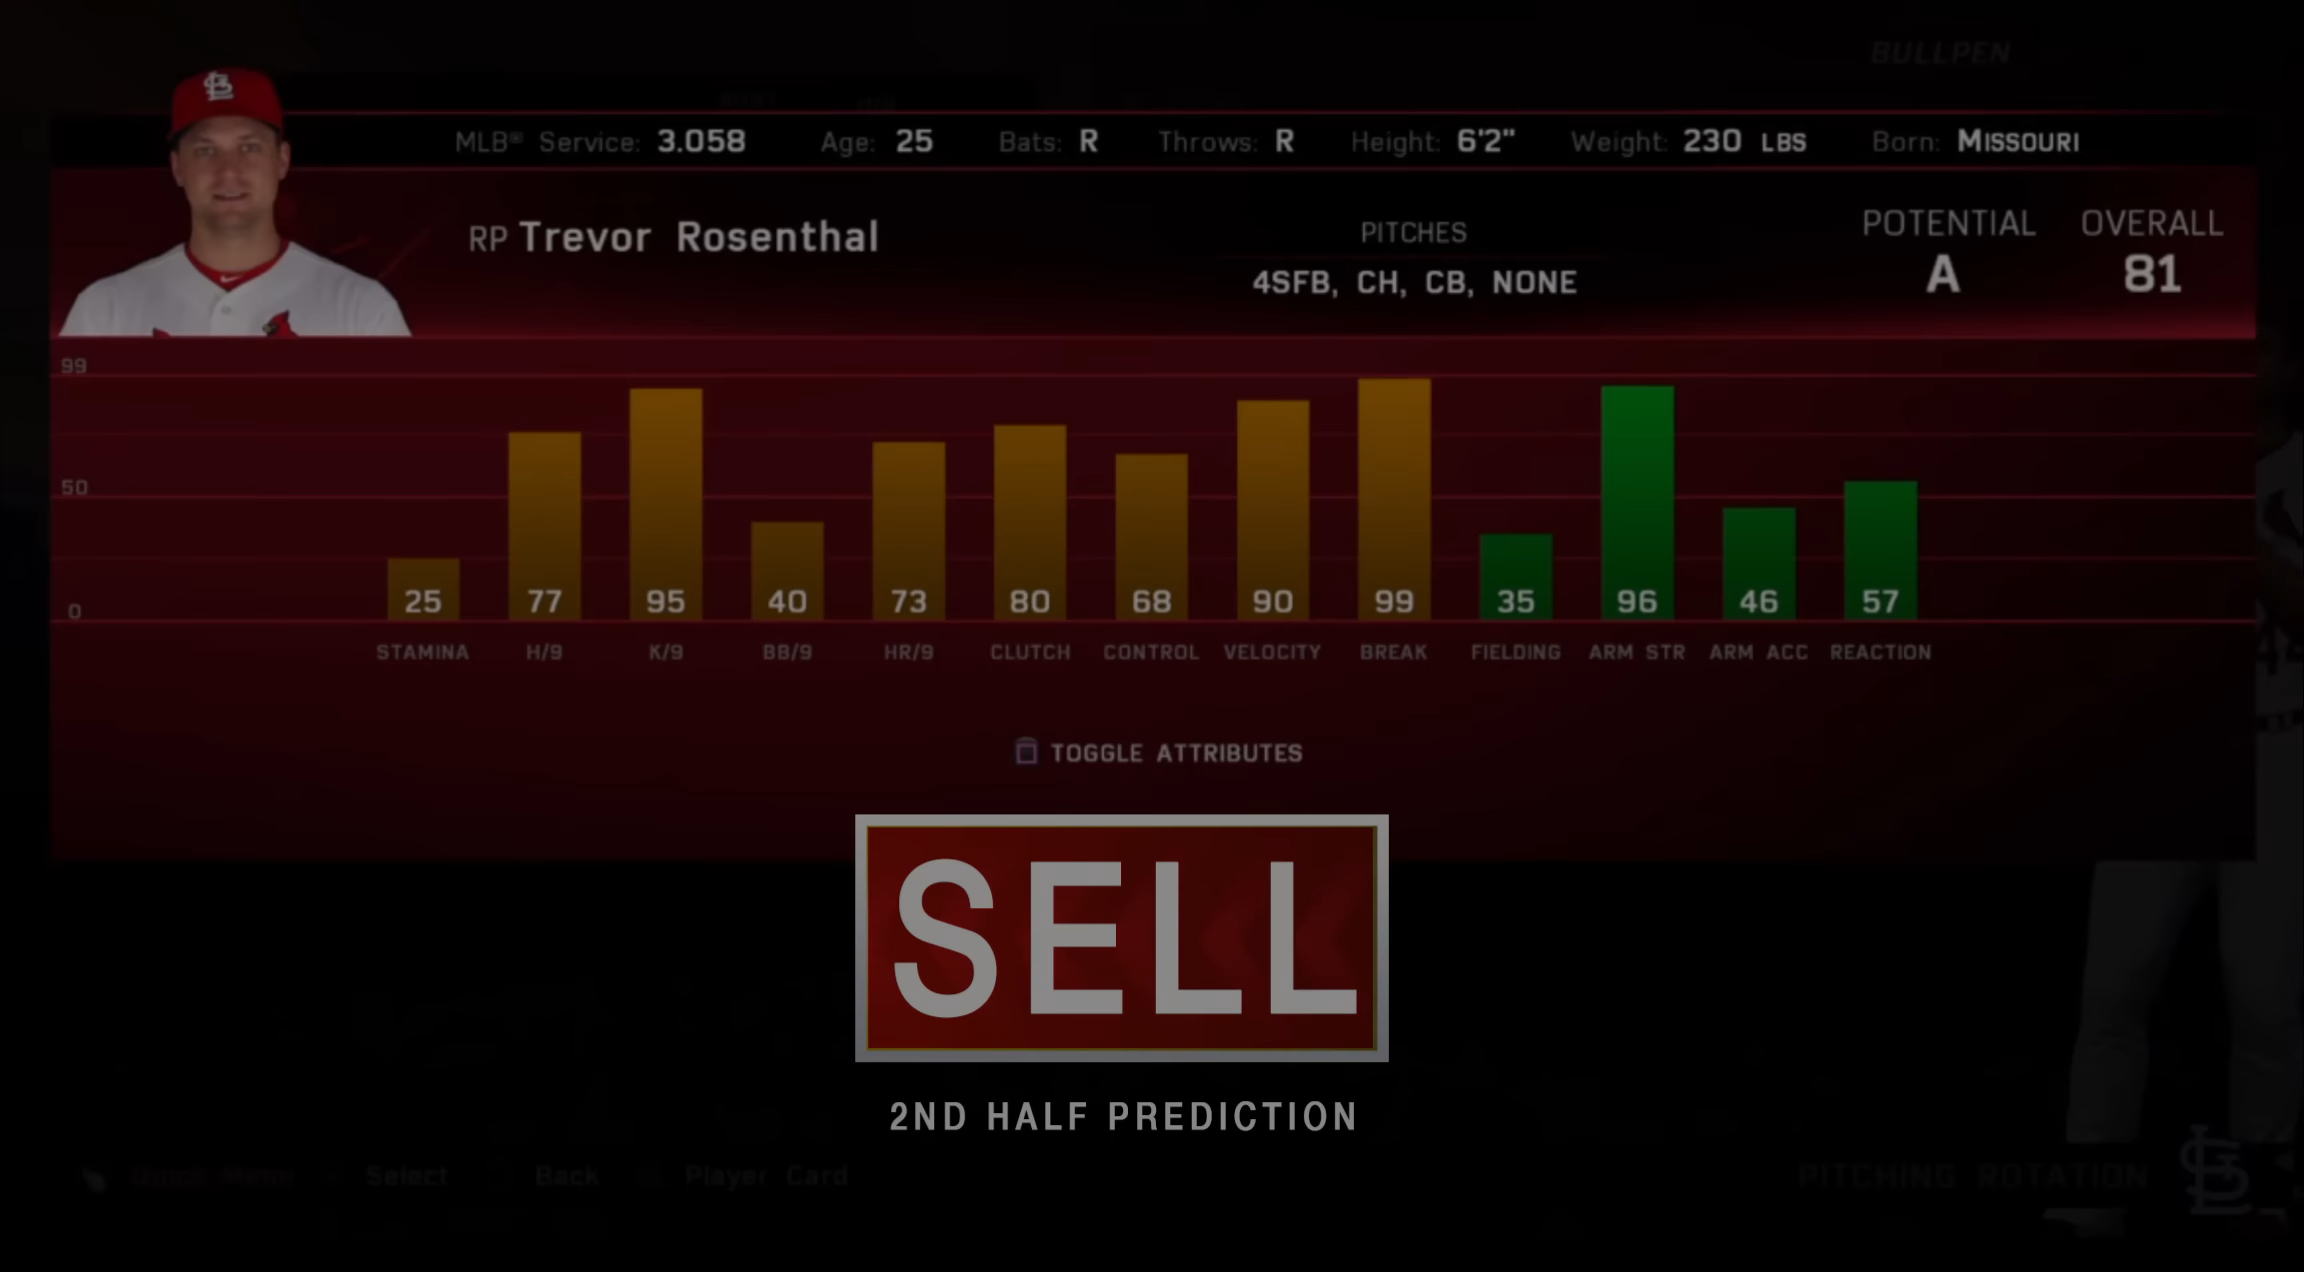 BULLPEN
MLB® Service: 3.058 Age: 25 Bats: R Throws: R Height: 6'2" Weight: 230 LBS Born: MISSOURI
RP Trevor Rosenthal
PITCHES
4SFB, CH, CB, NONE
POTENTIAL OVERALL
A 81
99
50
0
25 77 95 40 73 80 68 90 99 35 96 46 57
STAMINA H/9 K/9 BB/9 HR/9 CLUTCH CONTROL VELOCITY BREAK FIELDING ARM STR ARM ACC REACTION
TOGGLE ATTRIBUTES
SELL
2ND HALF PREDICTION
Quick Menu Select Back Player Card
PITCHING ROTATION